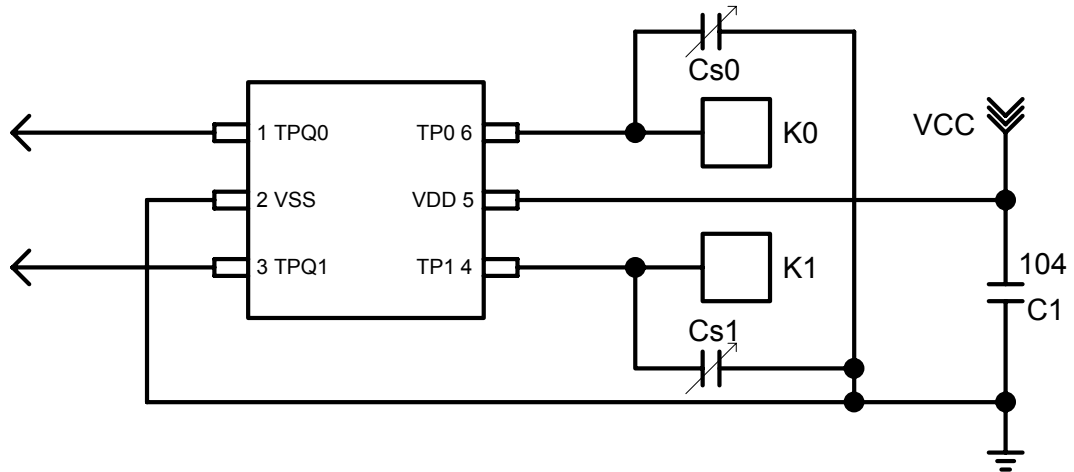 Cs0
1 TPQ0
TP0 6
K0
VCC
2 VSS
VDD 5
3 TPQ1
TP1 4
K1
104
C1
Cs1